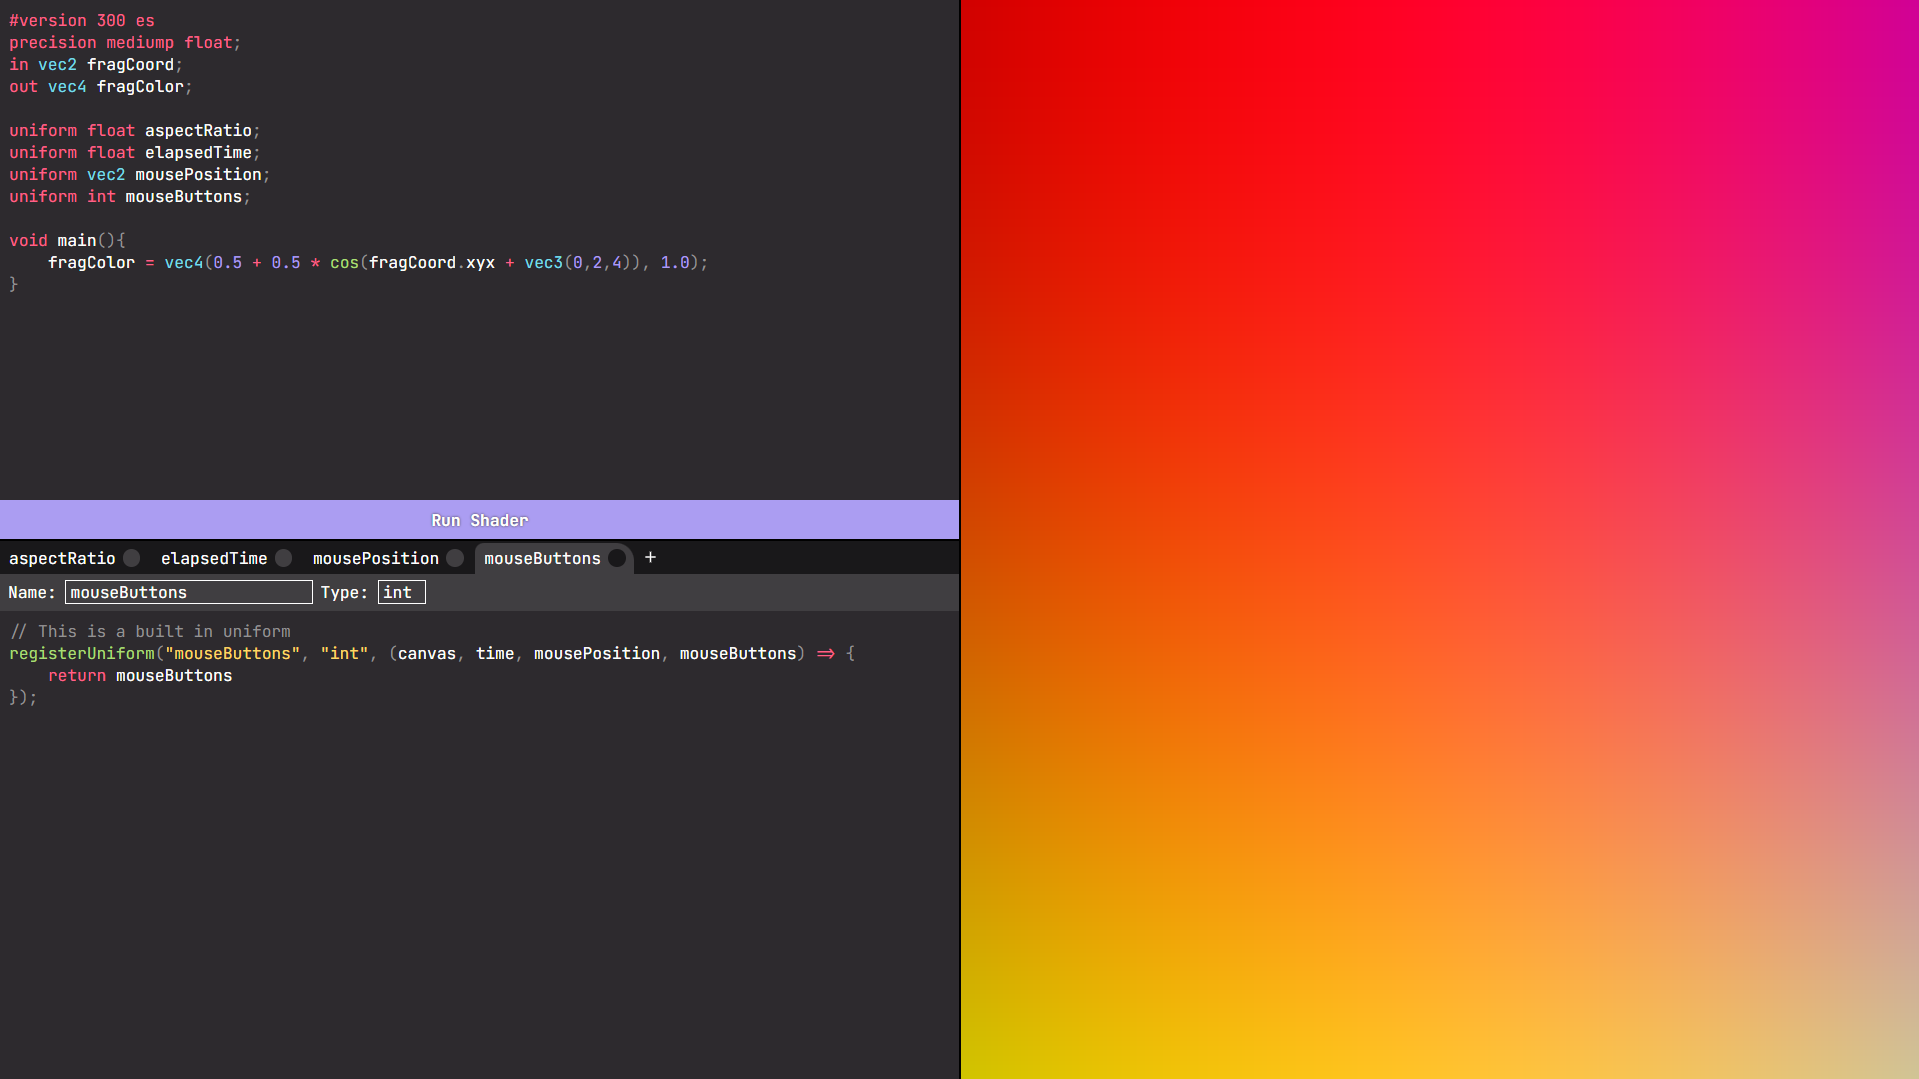 #version 300 es
precision mediump float;
in vec2 fragCoord;
out vec4 fragColor;
uniform float aspectRatio;
uniform float elapsedTime;
uniform vec2 mousePosition;
uniform int mouseButtons;
void main(){
    fragColor = vec4(0.5 + 0.5 * cos(fragCoord.xyx + vec3(0,2,4)), 1.0);
}
Run Shader
aspectRatio elapsedTime mousePosition mouseButtons +
Name: mouseButtons Type: int
// This is a built in uniform
registerUniform("mouseButtons", "int", (canvas, time, mousePosition, mouseButtons) => {
    return mouseButtons
});